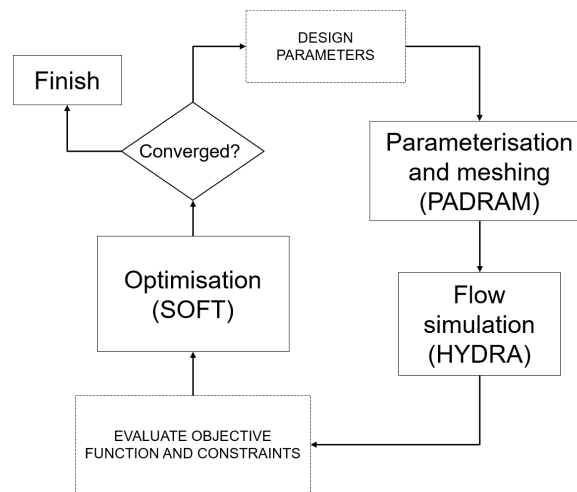 DESIGN
PARAMETERS
Finish
Converged?
Parameterisation
and meshing
(PADRAM)
Optimisation
(SOFT)
Flow
simulation
(HYDRA)
EVALUATE OBJECTIVE
FUNCTION AND CONSTRAINTS